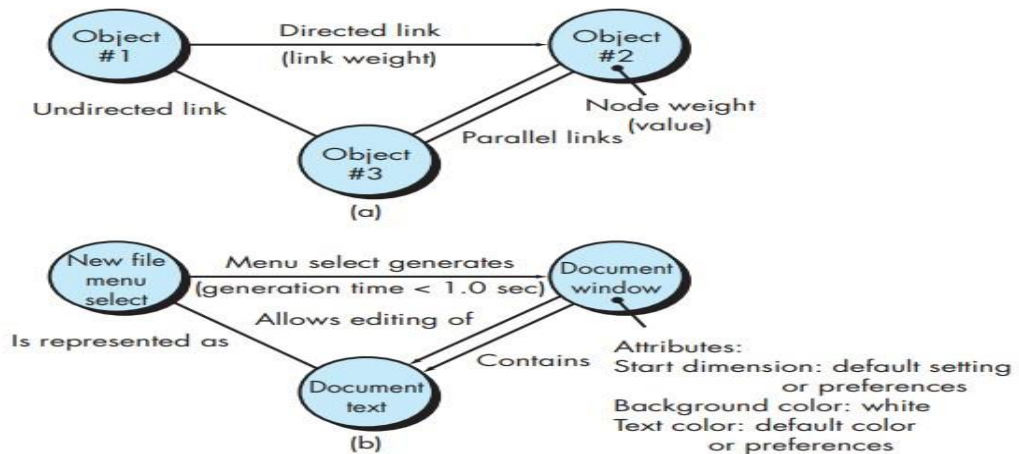 Object
#1
Directed link
(link weight)
Object
#2
Undirected link
Node weight
(value)
Parallel links
Object
#3
(a)
New file
menu
select
Menu select generates
(generation time < 1.0 sec)
Document
window
Allows editing of
Is represented as
Contains
Document
text
(b)
Attributes:
Start dimension: default setting
or preferences
Background color: white
Text color: default color
or preferences